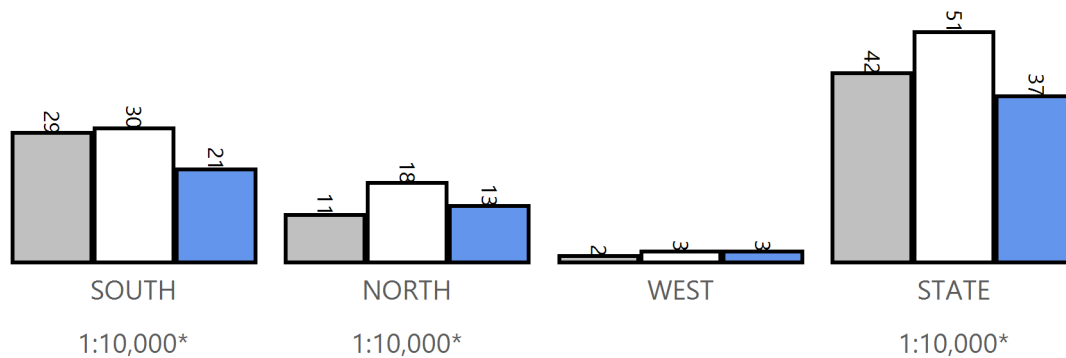 29 30 21 11 18 13 2 3 3 42 51 37
SOUTH NORTH WEST STATE
1:10,000* 1:10,000* 1:10,000*